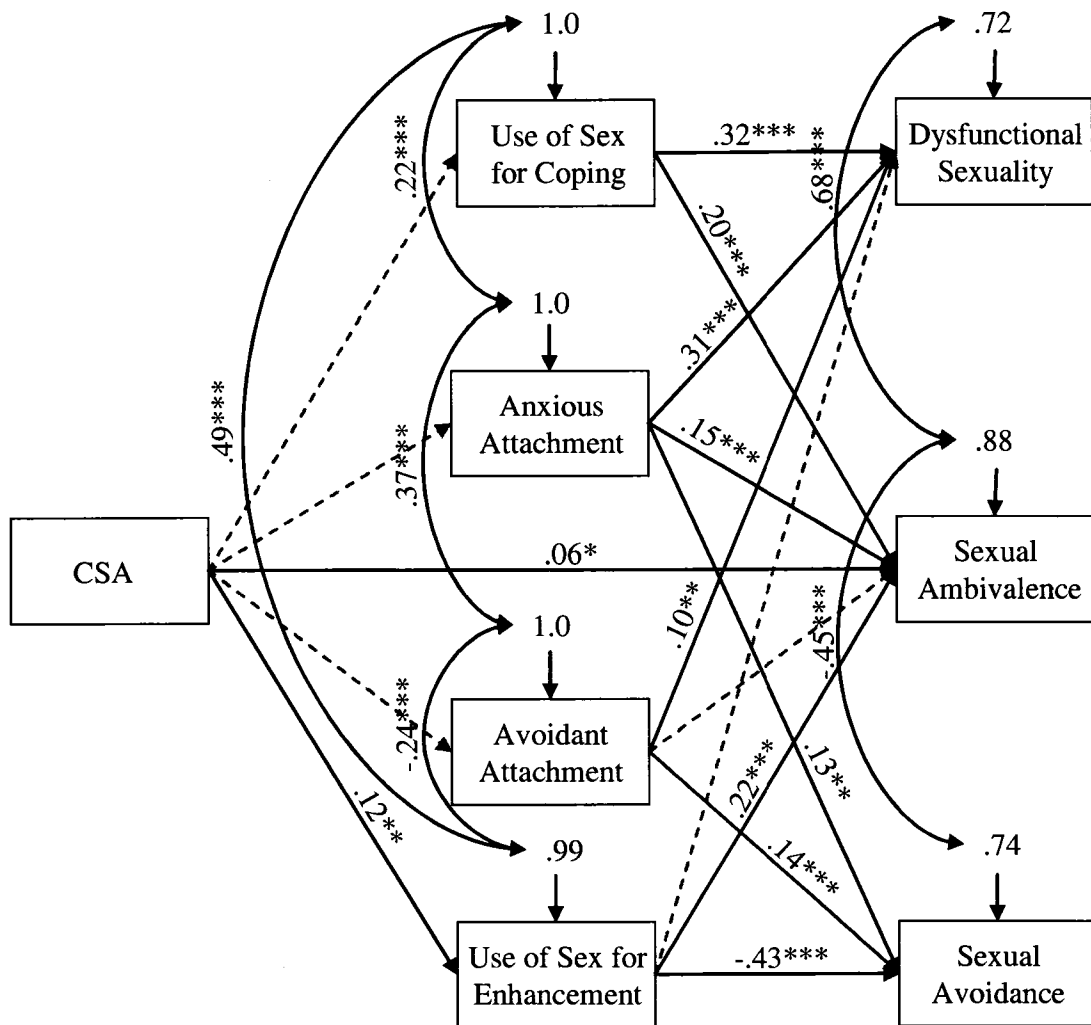 1.0
.72
Use of Sex
for Coping
.32***
Dysfunctional
Sexuality
.22***
.68***
.20***
1.0
.31***
Anxious
Attachment
.49***
.37***
.15***
.88
CSA
.06*
Sexual
Ambivalence
1.0
.10**
-.45***
-.24***
Avoidant
Attachment
.22***
.13**
.12**
.99
.14***
.74
Use of Sex for
Enhancement
-.43***
Sexual
Avoidance